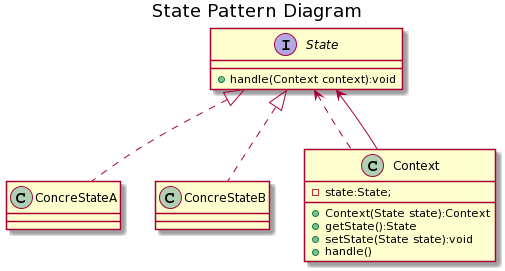 State Pattern Diagram
I State
handle(Context context):void
C ConcreStateA
C ConcreStateB
C Context
state:State;
Context(State state):Context
getState():State
setState(State state):void
handle()